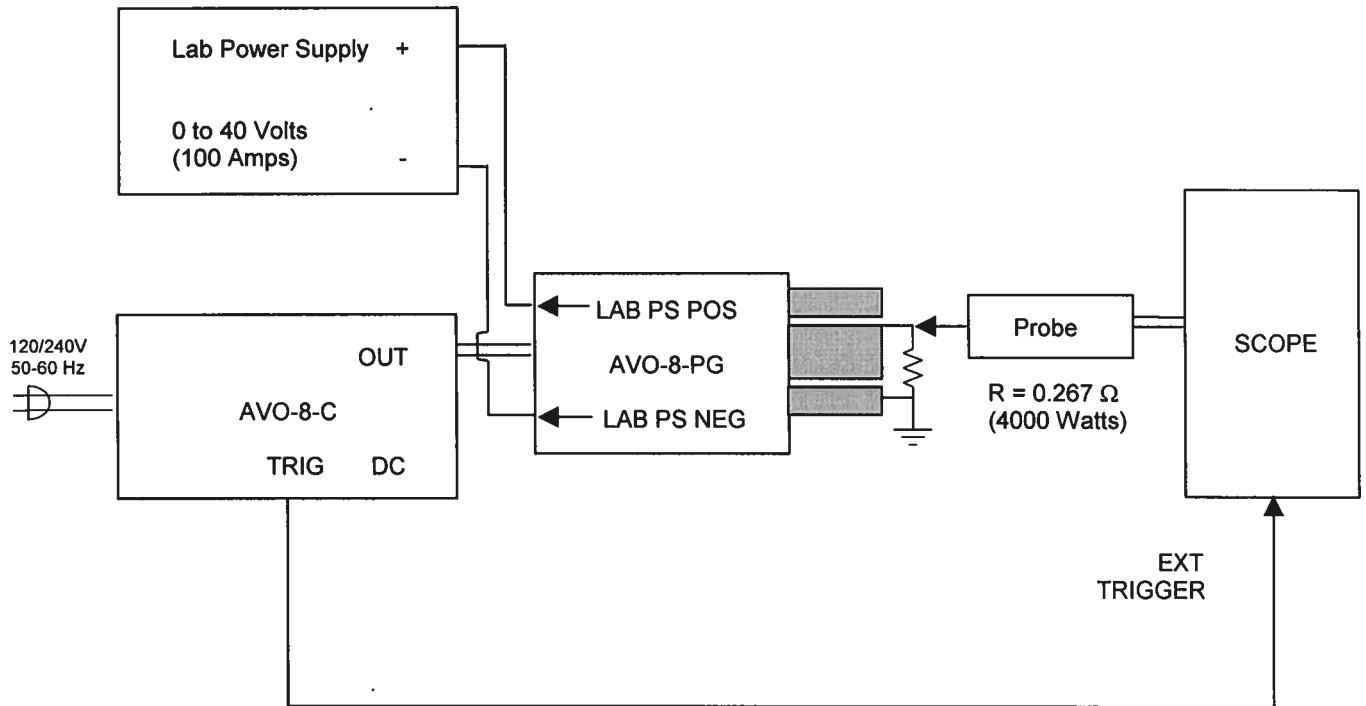 Lab Power Supply +
0 to 40 Volts
(100 Amps) -
120/240V
50-60 Hz
OUT
AVO-8-C
TRIG DC
LAB PS POS
AVO-8-PG
LAB PS NEG
Probe
R = 0.267 Ω
(4000 Watts)
SCOPE
EXT
TRIGGER